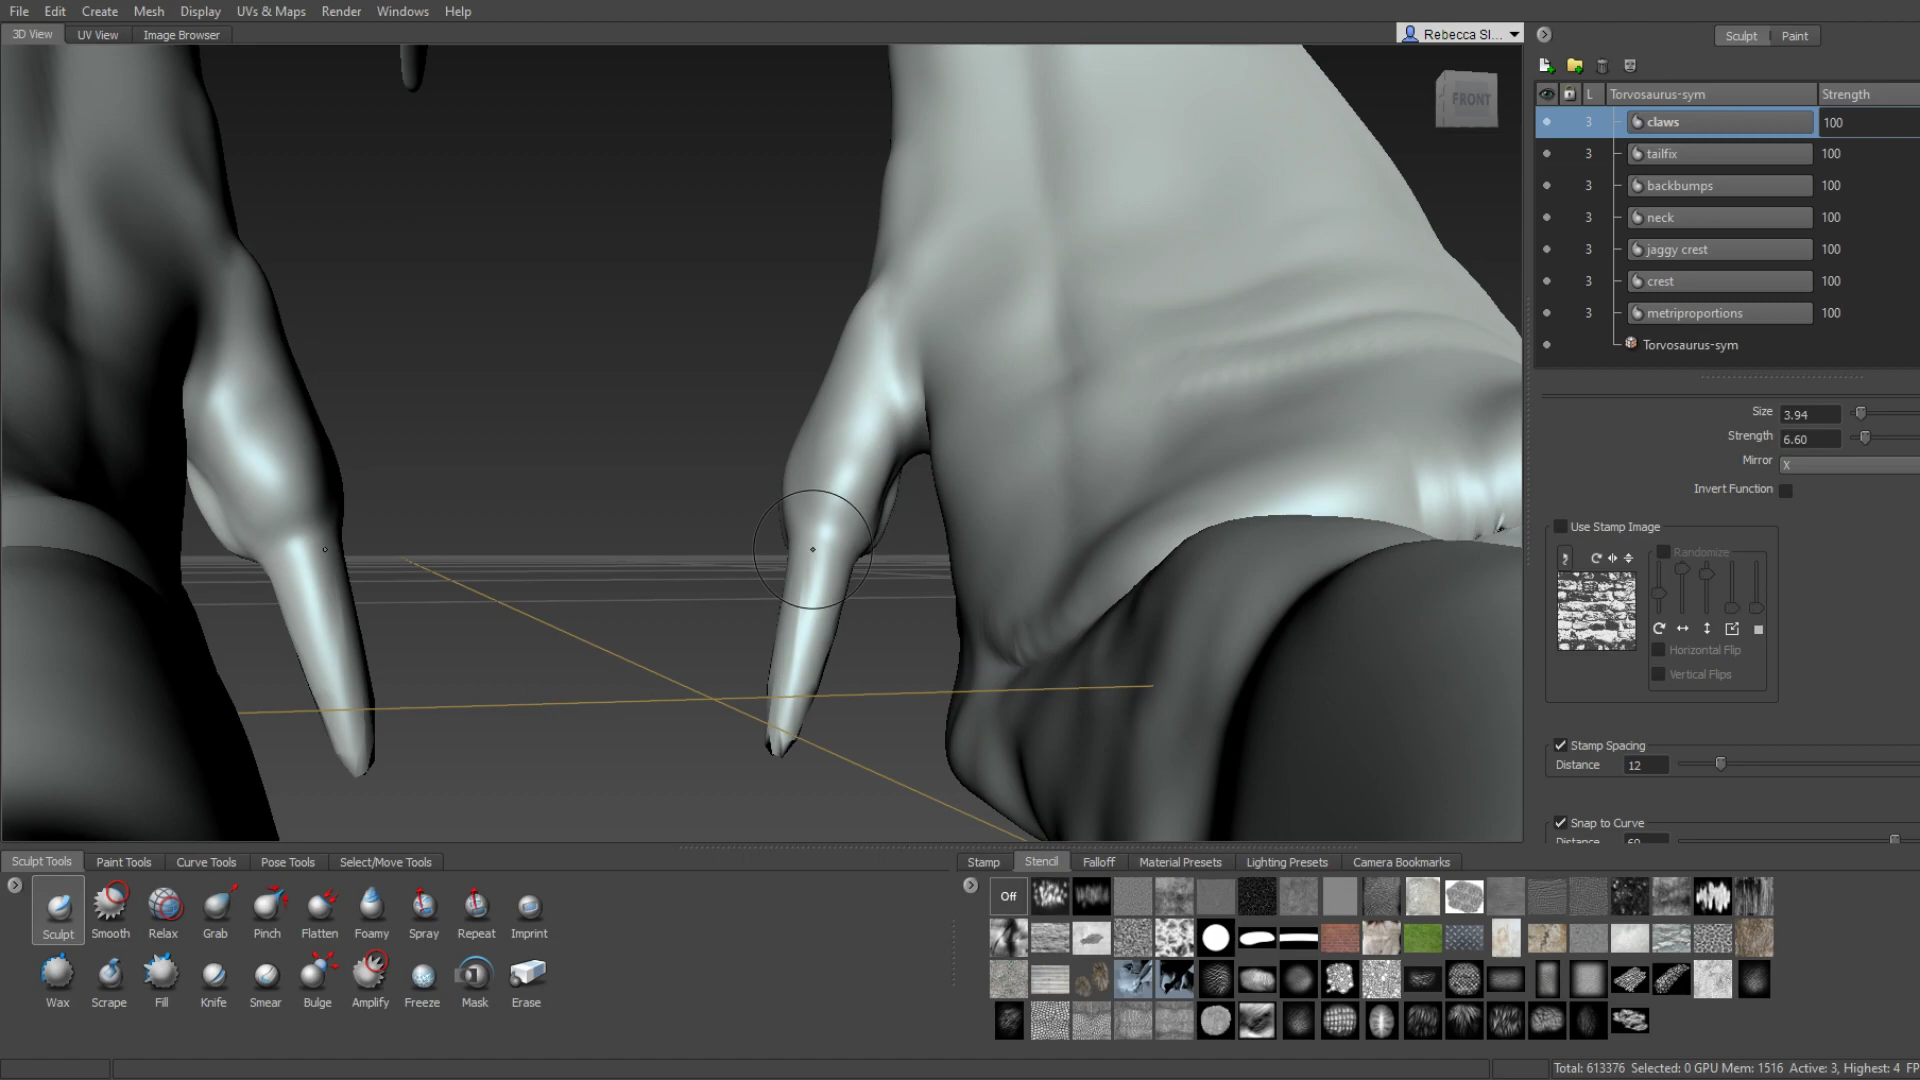 File Edit Create Mesh Display UVs & Maps Render Windows Help
3D View UV View Image Browser
Rebecca Sl...
Sculpt Paint
FRONT
L Torvosaurus-sym Strength
3 claws 100
3 tailfix 100
3 backbumps 100
3 neck 100
3 jaggy crest 100
3 crest 100
3 metriproportions 100
Torvosaurus-sym
Size 3.94
Strength 6.60
Mirror X
Invert Function
Use Stamp Image
Randomize
Horizontal Flip
Vertical Flips
Stamp Spacing
Distance 12
Snap to Curve
Distance 60
Sculpt Tools Paint Tools Curve Tools Pose Tools Select/Move Tools
Sculpt Smooth Relax Grab Pinch Flatten Foamy Spray Repeat Imprint
Wax Scrape Fill Knife Smear Bulge Amplify Freeze Mask Erase
Stamp Stencil Falloff Material Presets Lighting Presets Camera Bookmarks
Off
Total: 613376 Selected: 0 GPU Mem: 1516 Active: 3, Highest: 4 FP